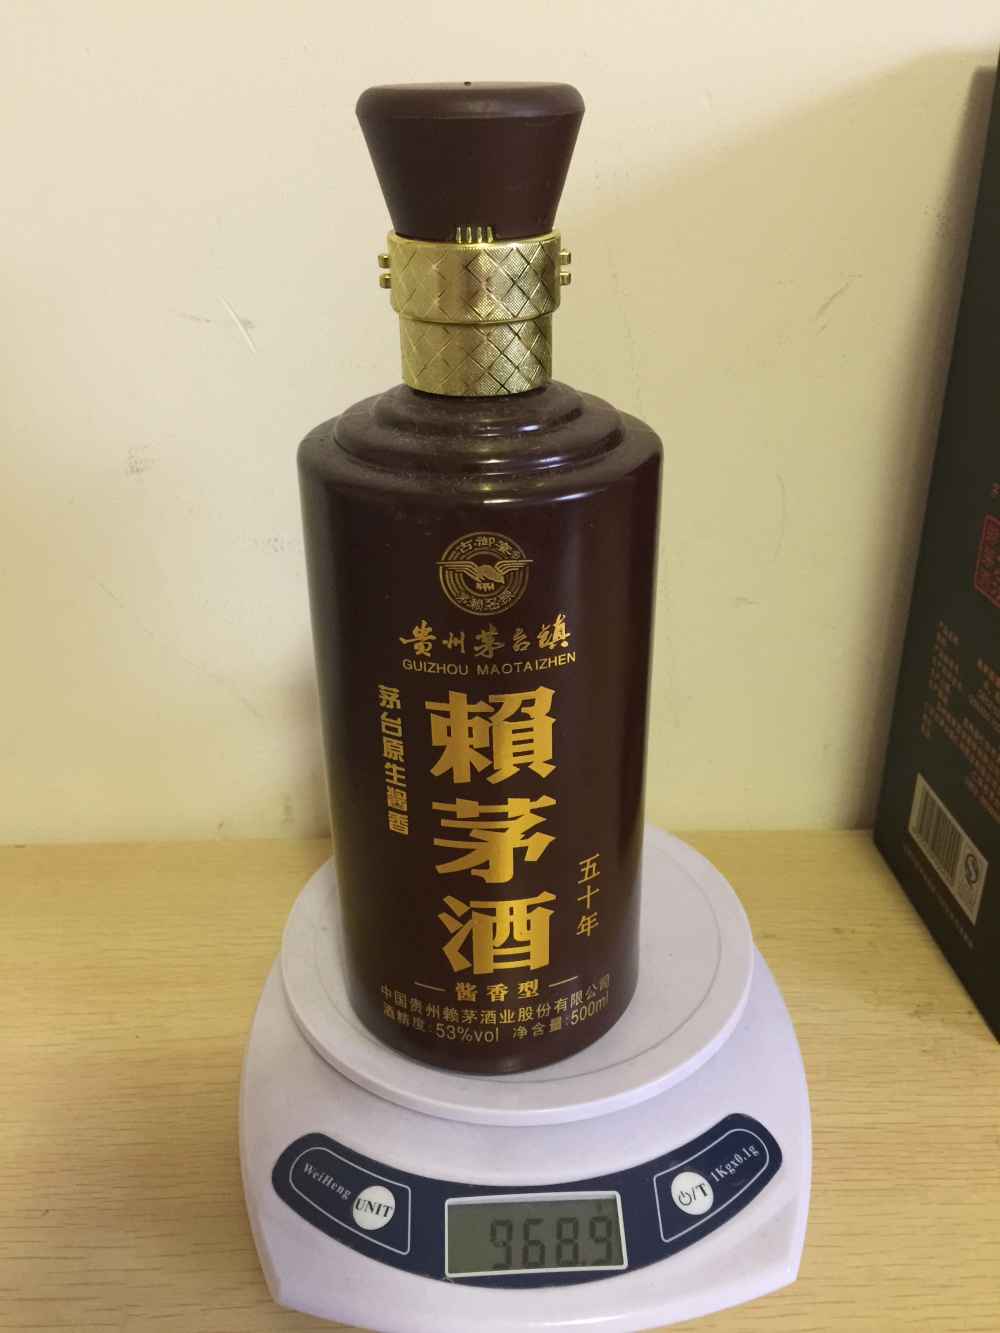 贵州茅台镇
GUIZHOU MAOTAIZHEN
茅台原生酱香
賴茅酒
五十年
酱香型
中国贵州赖茅酒业股份有限公司
酒精度:53%vol 净含量:500ml
WeiHeng
UNIT
968.9
⏻/T
1Kgx0.1g